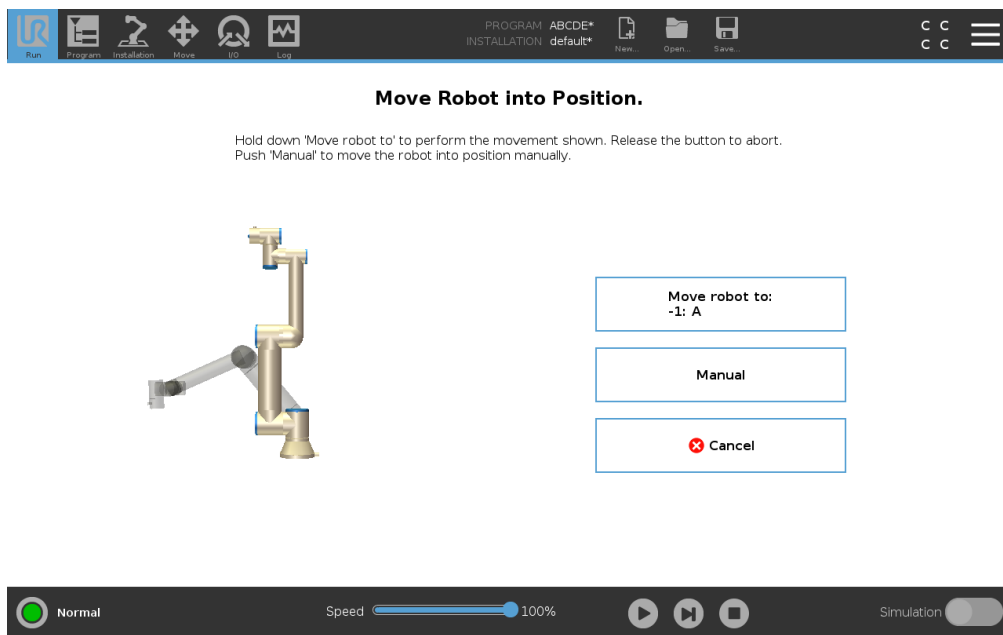 PROGRAM ABCDE*
INSTALLATION default*
C C
C C
UR
Run
Program
Installation
Move
I/O
Log
New...
Open...
Save...
Move Robot into Position.
Hold down 'Move robot to' to perform the movement shown. Release the button to abort.
Push 'Manual' to move the robot into position manually.
Move robot to:
-1: A
Manual
Cancel
Normal
Speed
100%
Simulation